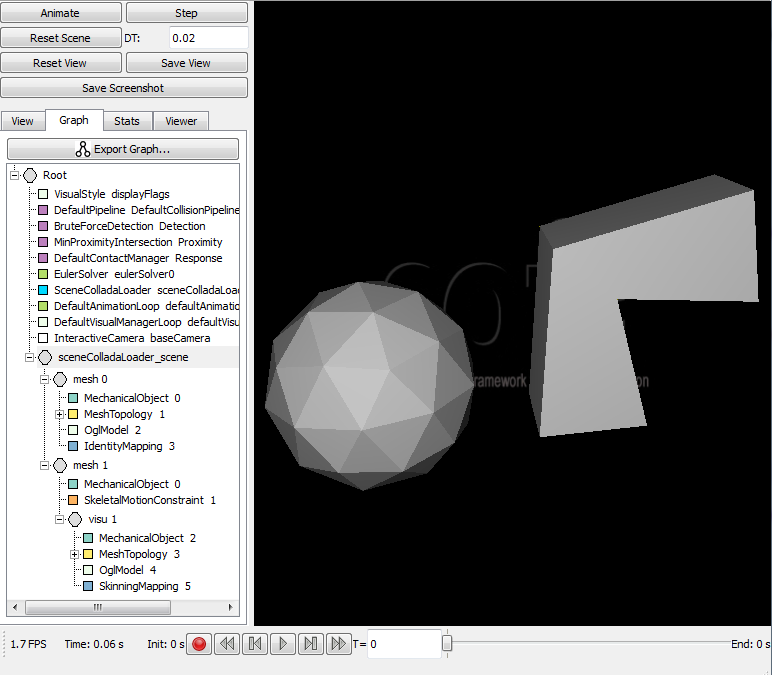 Animate Step
Reset Scene DT: 0.02
Reset View Save View
Save Screenshot
View Graph Stats Viewer
Export Graph...
Root
VisualStyle displayFlags
DefaultPipeline DefaultCollisionPipeline
BruteForceDetection Detection
MinProximityIntersection Proximity
DefaultContactManager Response
EulerSolver eulerSolver0
SceneColladaLoader sceneColladaLoa
DefaultAnimationLoop defaultAnimatio
DefaultVisualManagerLoop defaultVisu
InteractiveCamera baseCamera
sceneColladaLoader_scene
mesh 0
MechanicalObject 0
MeshTopology 1
OglModel 2
IdentityMapping 3
mesh 1
MechanicalObject 0
SkeletalMotionConstraint 1
visu 1
MechanicalObject 2
MeshTopology 3
OglModel 4
SkinningMapping 5
ramework
on
1.7 FPS Time: 0.06 s Init: 0 s T= 0 End: 0 s